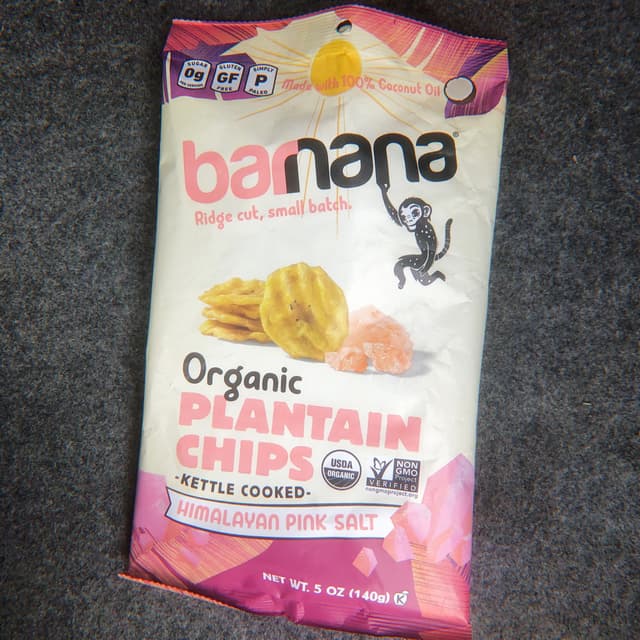 SUGAR
0g
PER SERVING
GLUTEN
GF
FREE
SIMPLY
P
PALEO
Made with 100% Coconut Oil
barnana®
Ridge cut, small batch.
Organic
PLANTAIN
CHIPS
USDA
ORGANIC
NON
GMO
Project
VERIFIED
nongmoproject.org
-KETTLE COOKED-
HIMALAYAN PINK SALT
NET WT. 5 OZ (140g) K